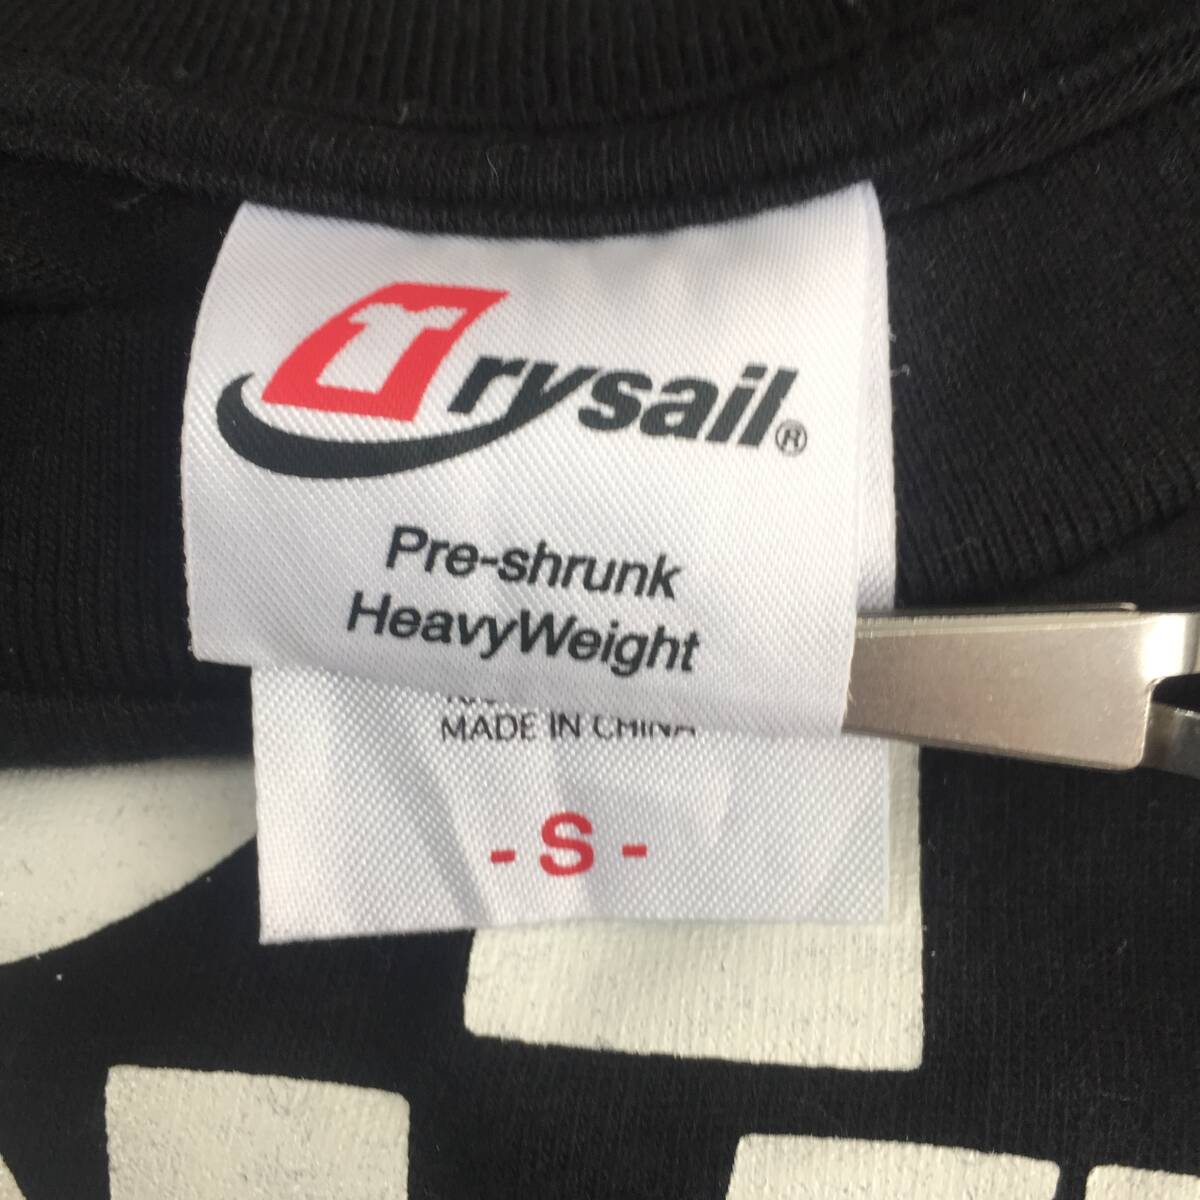 Trysail®
Pre-shrunk
HeavyWeight
MADE IN CHINA
- S -